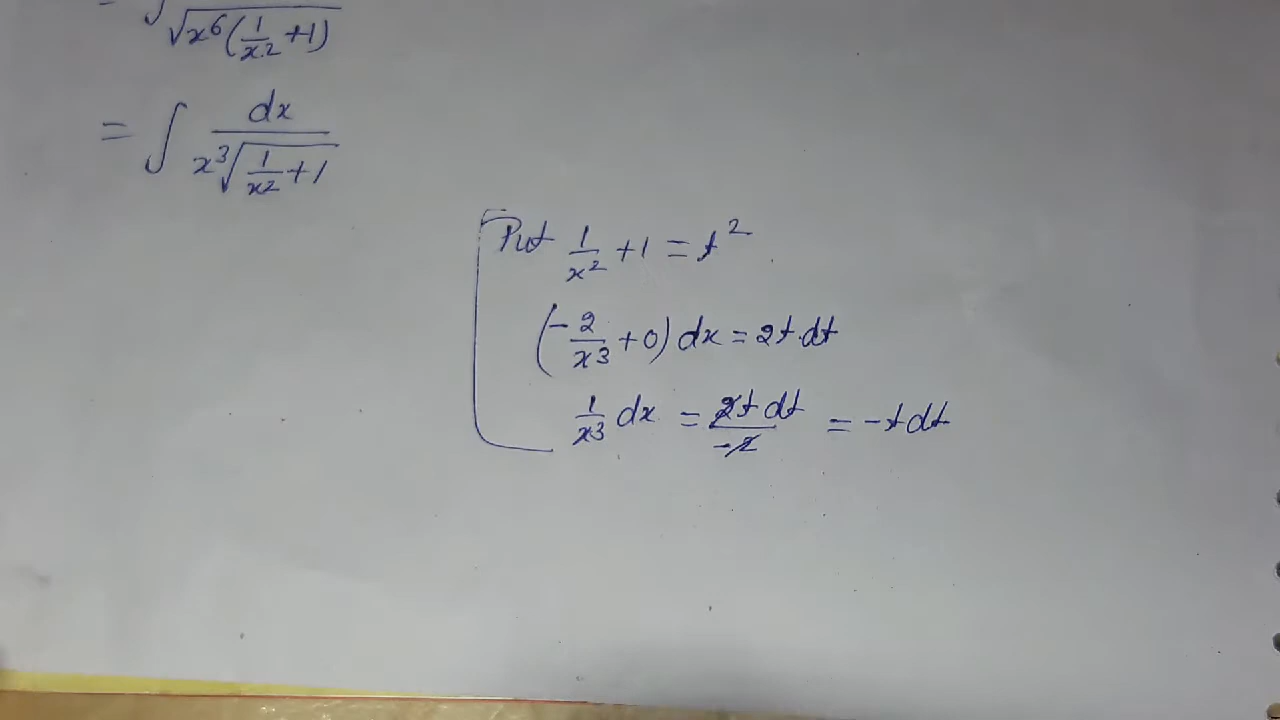 = ∫ √x⁶(1/x² + 1)
= ∫ dx / x³√(1/x² + 1)
Put 1/x² + 1 = t²
(-2/x³ + 0) dx = 2t.dt
1/x³ dx = 2t dt / -2 = -t dt